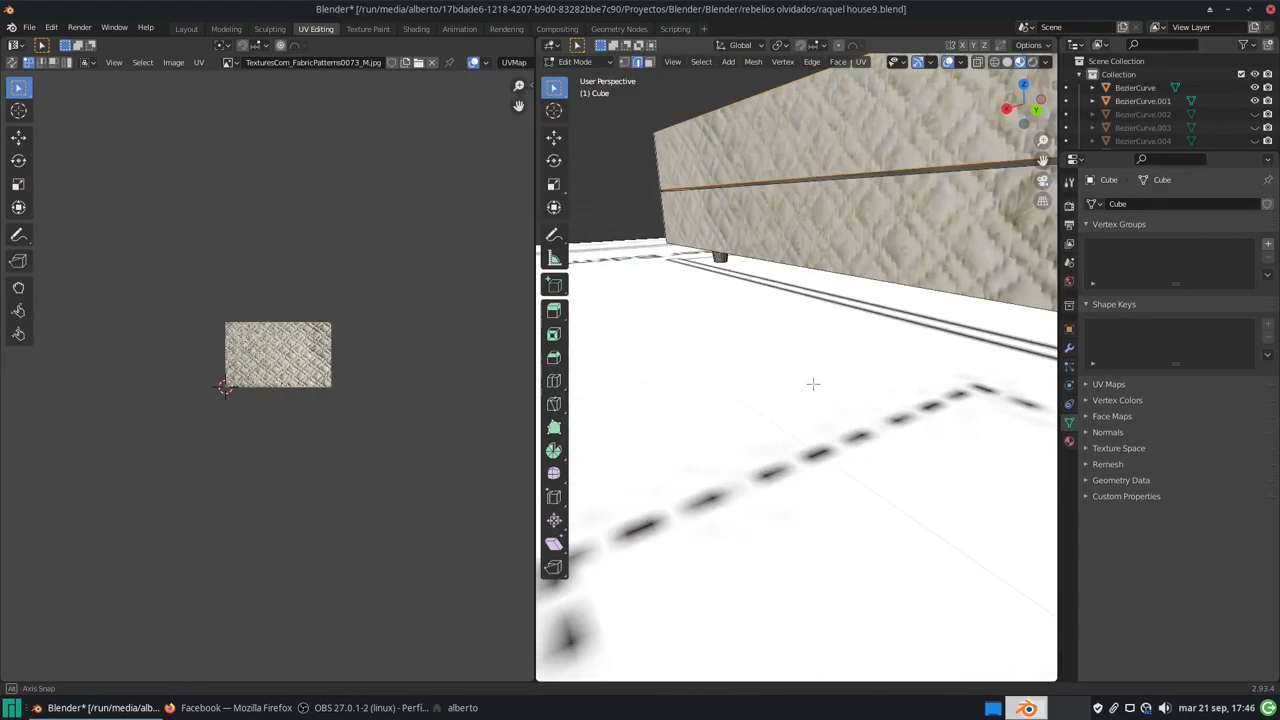 Blender* [/run/media/alberto/17bdade6-1218-4207-b9d0-83282bbe7c90/Proyectos/Blender/Blender/rebelios olvidados/raquel house9.blend]
File Edit Render Window Help Layout Modeling Sculpting UV Editing Texture Paint Shading Animation Rendering Compositing Geometry Nodes Scripting + Scene View Layer
Global Options
View Select Image UV TexturesCom_FabricPatterns0073_M.jpg UVMap Edit Mode View Select Add Mesh Vertex Edge Face UV
Scene Collection
Collection
BezierCurve
BezierCurve.001
BezierCurve.002
BezierCurve.003
BezierCurve.004
User Perspective
(1) Cube
X Y Z
Cube Cube
Cube
Vertex Groups
Shape Keys
UV Maps
Vertex Colors
Face Maps
Normals
Texture Space
Remesh
Geometry Data
Custom Properties
Alt Axis Snap 2.93.4
Blender* [/run/media/alb... Facebook — Mozilla Firefox OBS 27.0.1-2 (linux) - Perfi... alberto mar 21 sep, 17:46